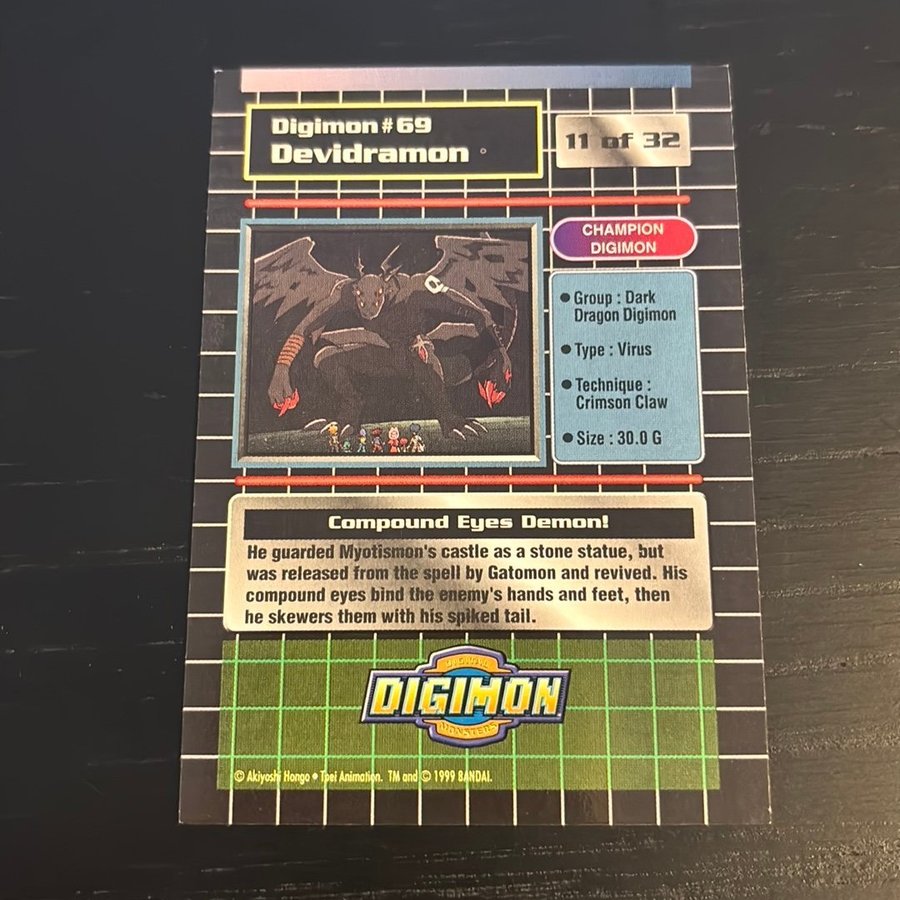 Digimon #69
Devidramon
11 of 32
CHAMPION
DIGIMON
● Group : Dark
Dragon Digimon
● Type : Virus
● Technique :
Crimson Claw
● Size : 30.0 G
Compound Eyes Demon!
He guarded Myotismon's castle as a stone statue, but
was released from the spell by Gatomon and revived. His
compound eyes bind the enemy's hands and feet, then
he skewers them with his spiked tail.
DIGITAL
DIGIMON
MONSTERS
© Akiyoshi Hongo ● Toei Animation. TM and © 1999 BANDAI.